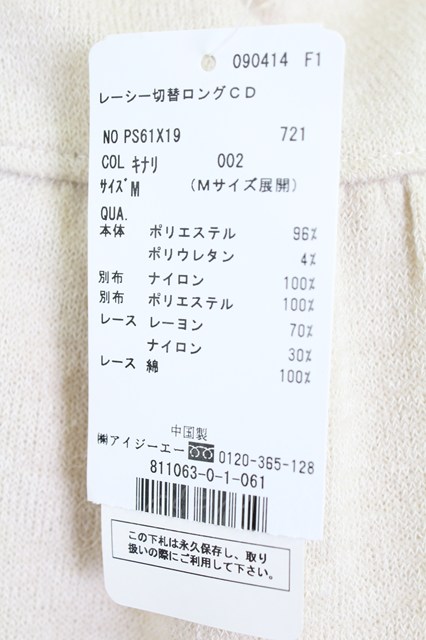 090414 F1
レーシー切替ロングCD
NO PS61X19 721
COL キナリ 002
サイズ M (Mサイズ展開)
QUA.
本体 ポリエステル 96%
ポリウレタン 4%
別布 ナイロン 100%
別布 ポリエステル 100%
レース レーヨン 70%
ナイロン 30%
レース 綿 100%
中国製
㈱アイジーエー 0120-365-128
811063-0-1-061
この下札は永久保存し、取り
扱いの際にご利用して下さい。